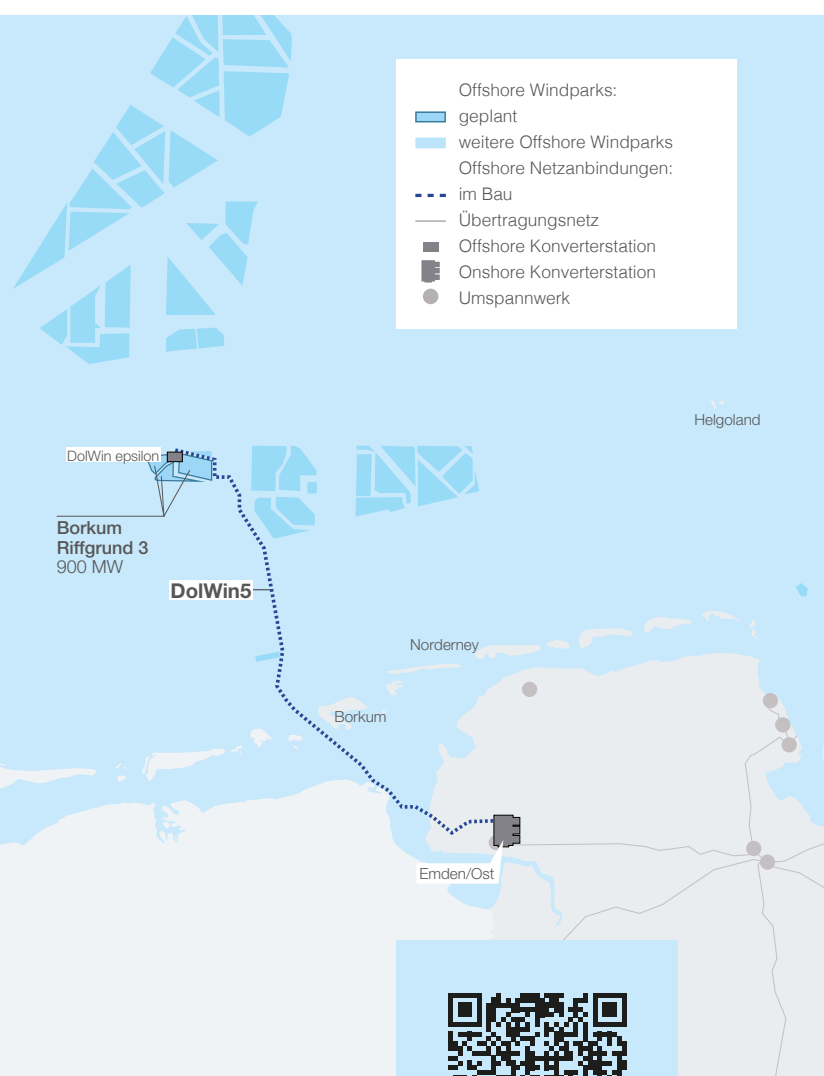 Offshore Windparks:
geplant
weitere Offshore Windparks
Offshore Netzanbindungen:
im Bau
Übertragungsnetz
Offshore Konverterstation
Onshore Konverterstation
Umspannwerk
Helgoland
DolWin epsilon
Borkum
Riffgrund 3
900 MW
DolWin5
Norderney
Borkum
Emden/Ost